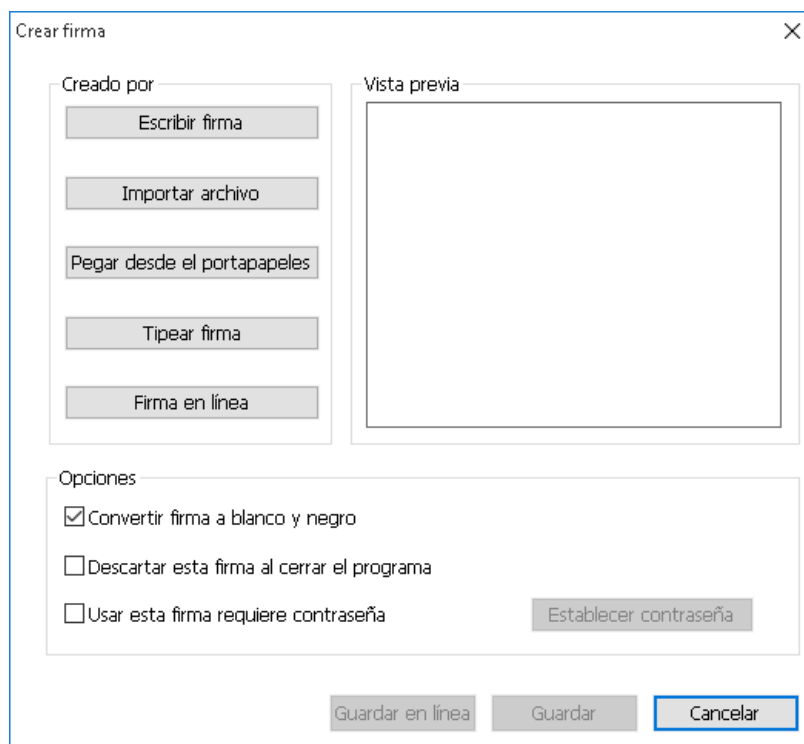 Crear firma
Creado por
Escribir firma
Importar archivo
Pegar desde el portapapeles
Tipear firma
Firma en línea
Vista previa
Opciones
Convertir firma a blanco y negro
Descartar esta firma al cerrar el programa
Usar esta firma requiere contraseña
Establecer contraseña
Guardar en línea
Guardar
Cancelar